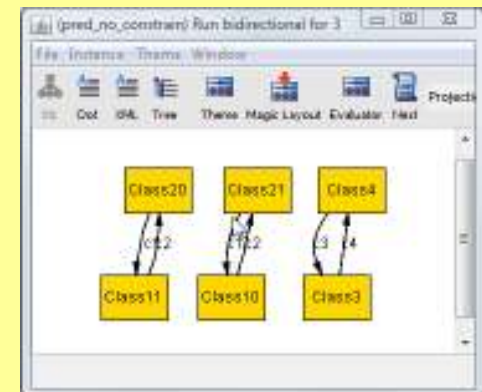 (pred_no_constrain) Run bidirectional for 3
File Instance Theme Window
Viz Dot XML Tree Theme Magic Layout Evaluator Next
Class20 Class21 Class4
c3 c4
Class11 Class10 Class3